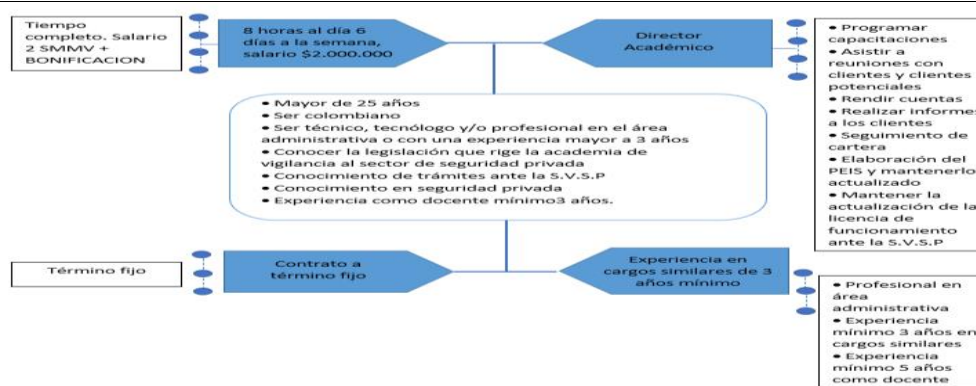 Tiempo
completo. Salario
2 SMMV +
BONIFICACION
8 horas al día 6
días a la semana,
salario $2.000.000
Director
Académico
• Programar
capacitaciones
• Asistir a
reuniones con
clientes y clientes
potenciales
• Rendir cuentas
• Realizar informes
a los clientes
• Seguimiento de
cartera
• Elaboración del
PEIS y mantenerlo
actualizado
• Mantener la
actualización de la
licencia de
funcionamiento
ante la S.V.S.P
• Mayor de 25 años
• Ser colombiano
• Ser técnico, tecnólogo y/o profesional en el área
administrativa o con una experiencia mayor a 3 años
• Conocer la legislación que rige la academia de
vigilancia al sector de seguridad privada
• Conocimiento de trámites ante la S.V.S.P
• Conocimiento en seguridad privada
• Experiencia como docente mínimo3 años.
Término fijo
Contrato a
término fijo
Experiencia en
cargos similares de 3
años mínimo
• Profesional en
área
administrativa
• Experiencia
mínimo 3 años en
cargos similares
• Experiencia
mínimo 5 años
como docente